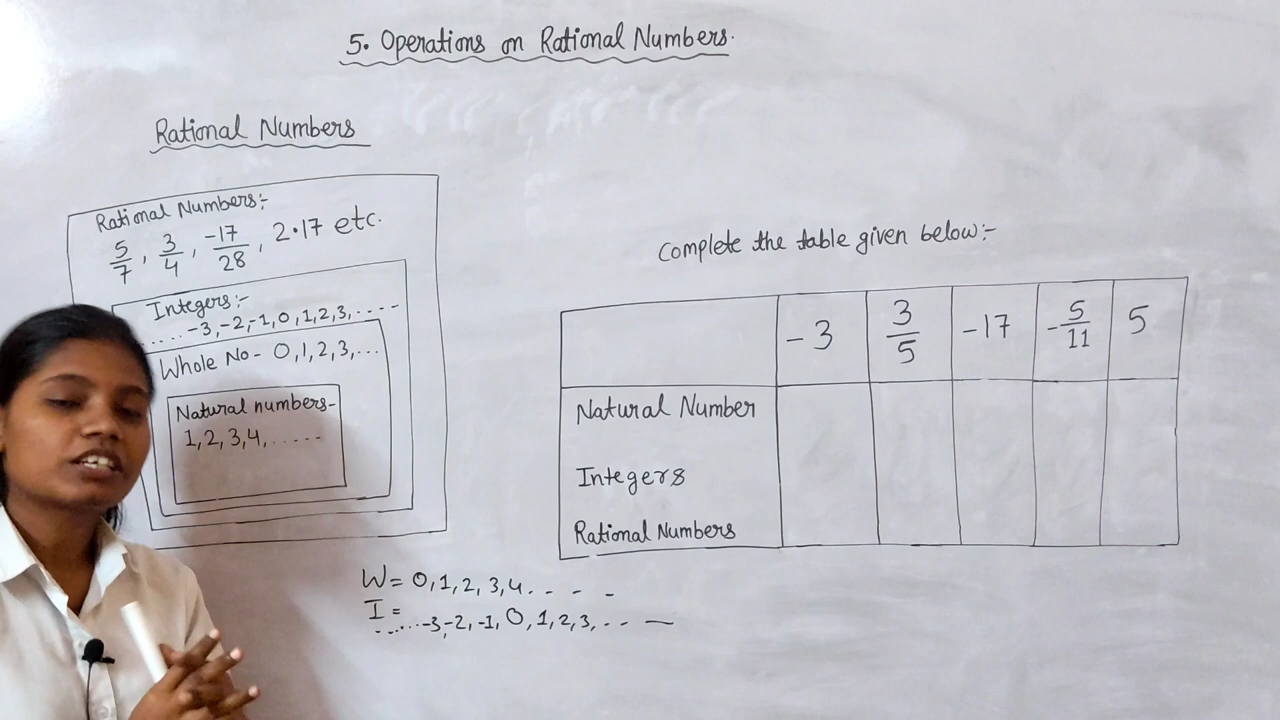 5. Operations on Rational Numbers.
Rational Numbers
Rational Numbers:-
5/7, 3/4, -17/28, 2.17 etc.
Integers:-
....-3,-2,-1,0,1,2,3,....--
Whole No- 0,1,2,3,...
Natural numbers-
1,2,3,4,.....
W= 0,1,2,3,4.- - - -
I=
.....-3,-2,-1,0,1,2,3,.-- —
Complete the table given below:-
-3 3/5 -17 -5/11 5
Natural Number
Integers
Rational Numbers